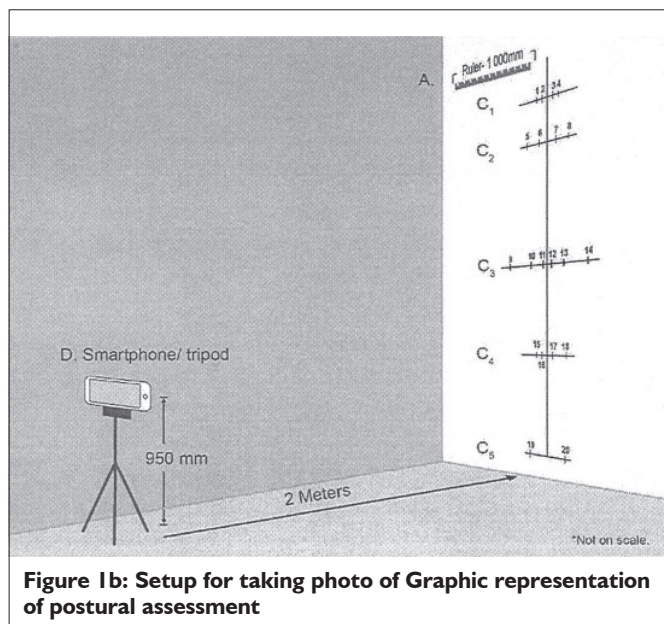 Ruler- 1 000mm
A.
1 2 3 4
C1
5 6 7 8
C2
9 10 11 12 13 14
C3
D. Smartphone/ tripod
15 17 18
C4
16
950 mm
C5
19 20
2 Meters
*Not on scale.
Figure 1b: Setup for taking photo of Graphic representation
of postural assessment